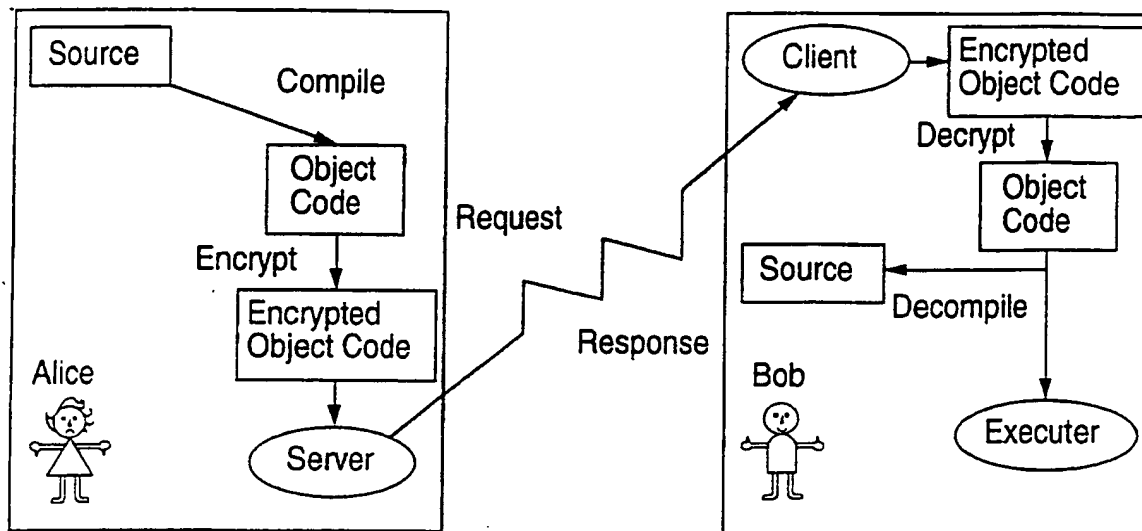 Source
Compile
Object
Code
Encrypt
Encrypted
Object Code
Alice
Server
Request
Response
Client
Encrypted
Object Code
Decrypt
Object
Code
Source
Decompile
Bob
Executer